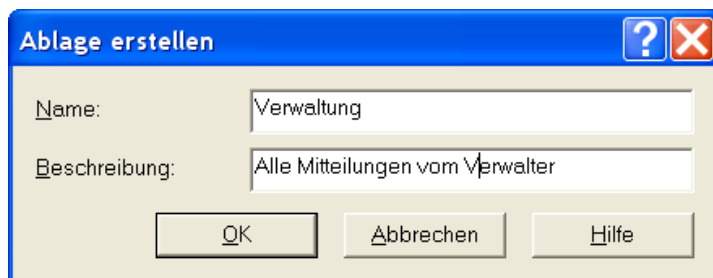 Ablage erstellen
Name: Verwaltung
Beschreibung: Alle Mitteilungen vom Verwalter
OK Abbrechen Hilfe